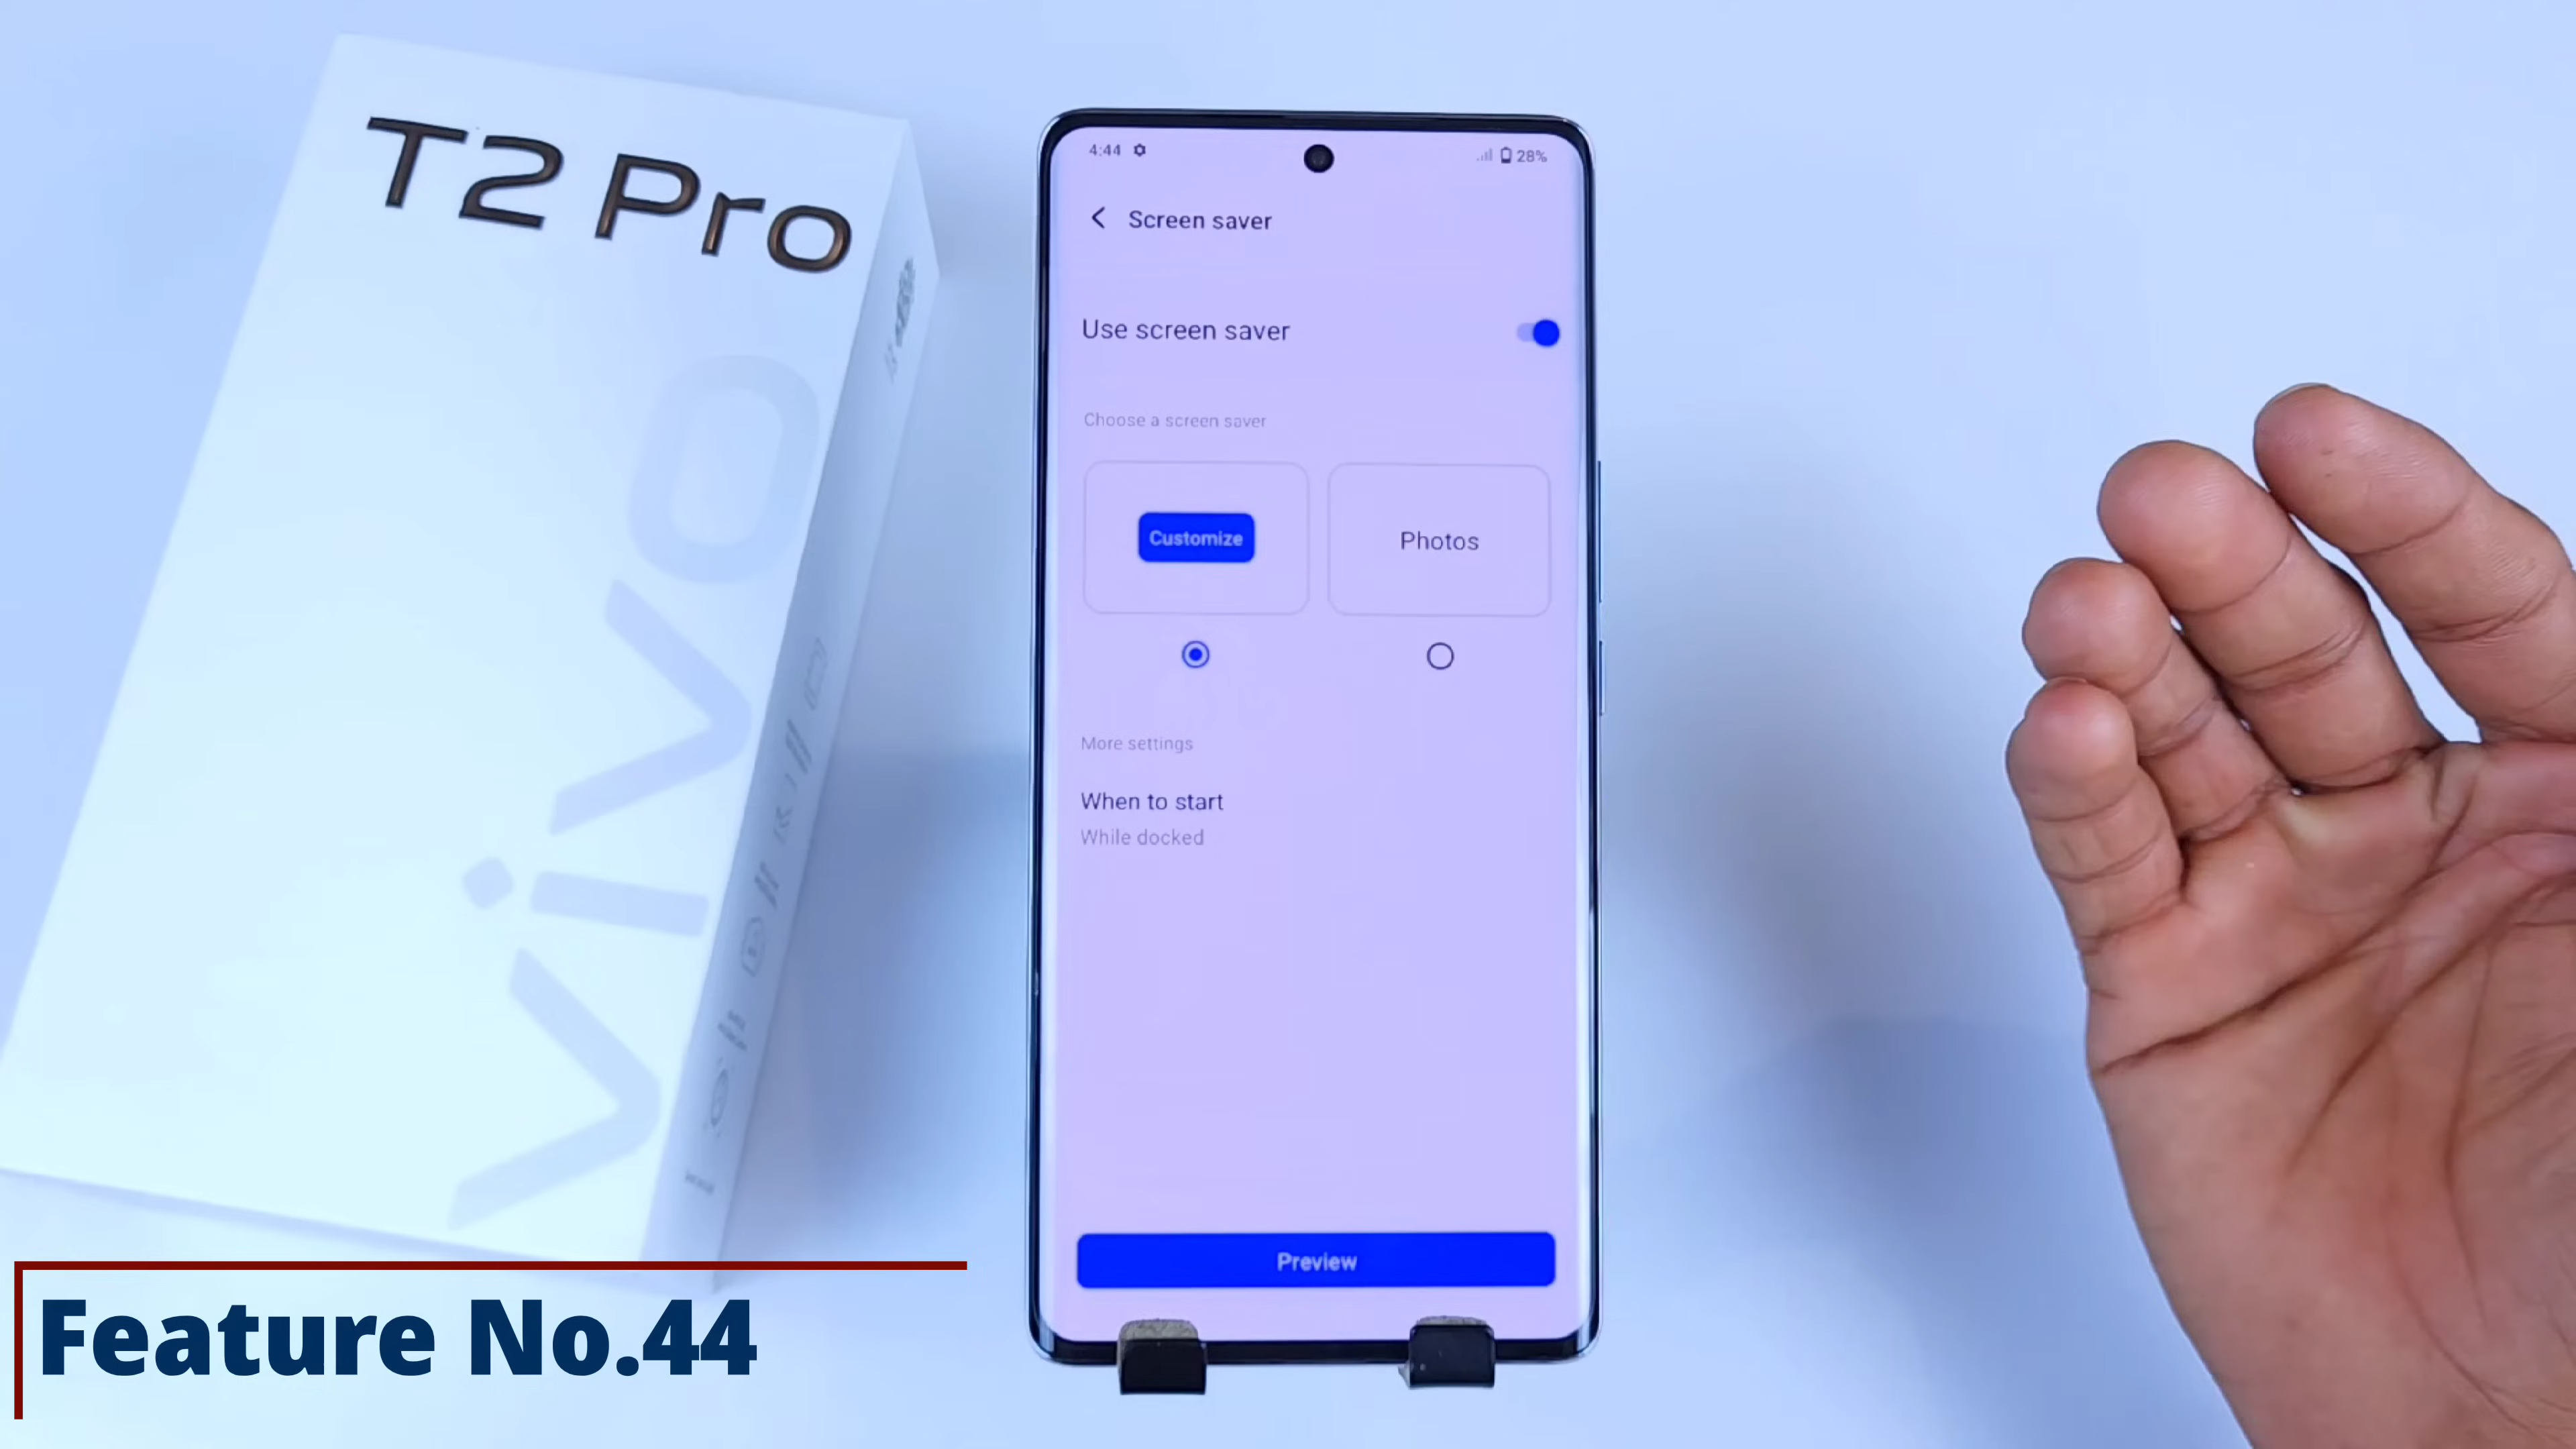 T2 Pro
vivo
4:44
28%
Screen saver
Use screen saver
Choose a screen saver
Customize
Photos
More settings
When to start
While docked
Preview
Feature No.44